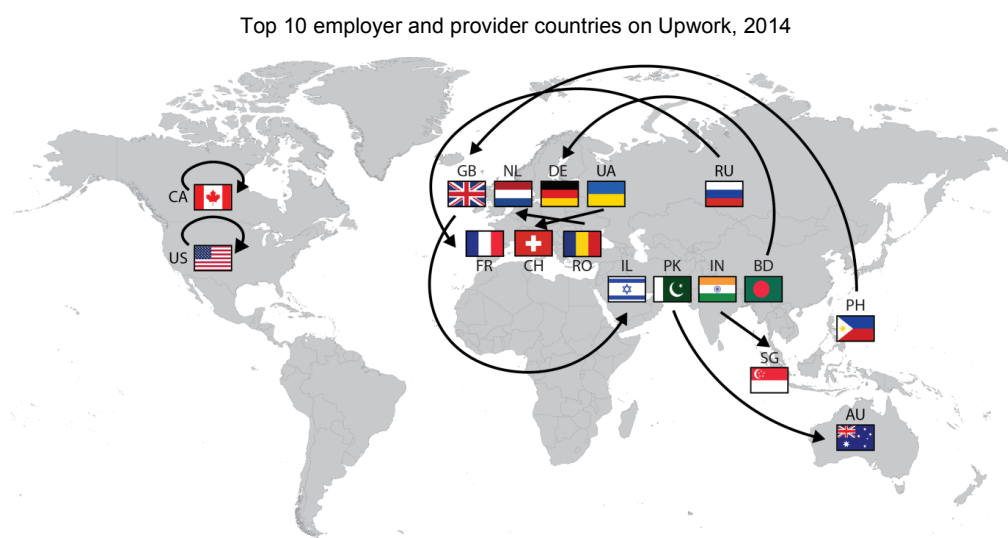 Top 10 employer and provider countries on Upwork, 2014
GB NL DE UA RU
CA
US
FR CH RO IL PK IN BD
PH
SG
AU